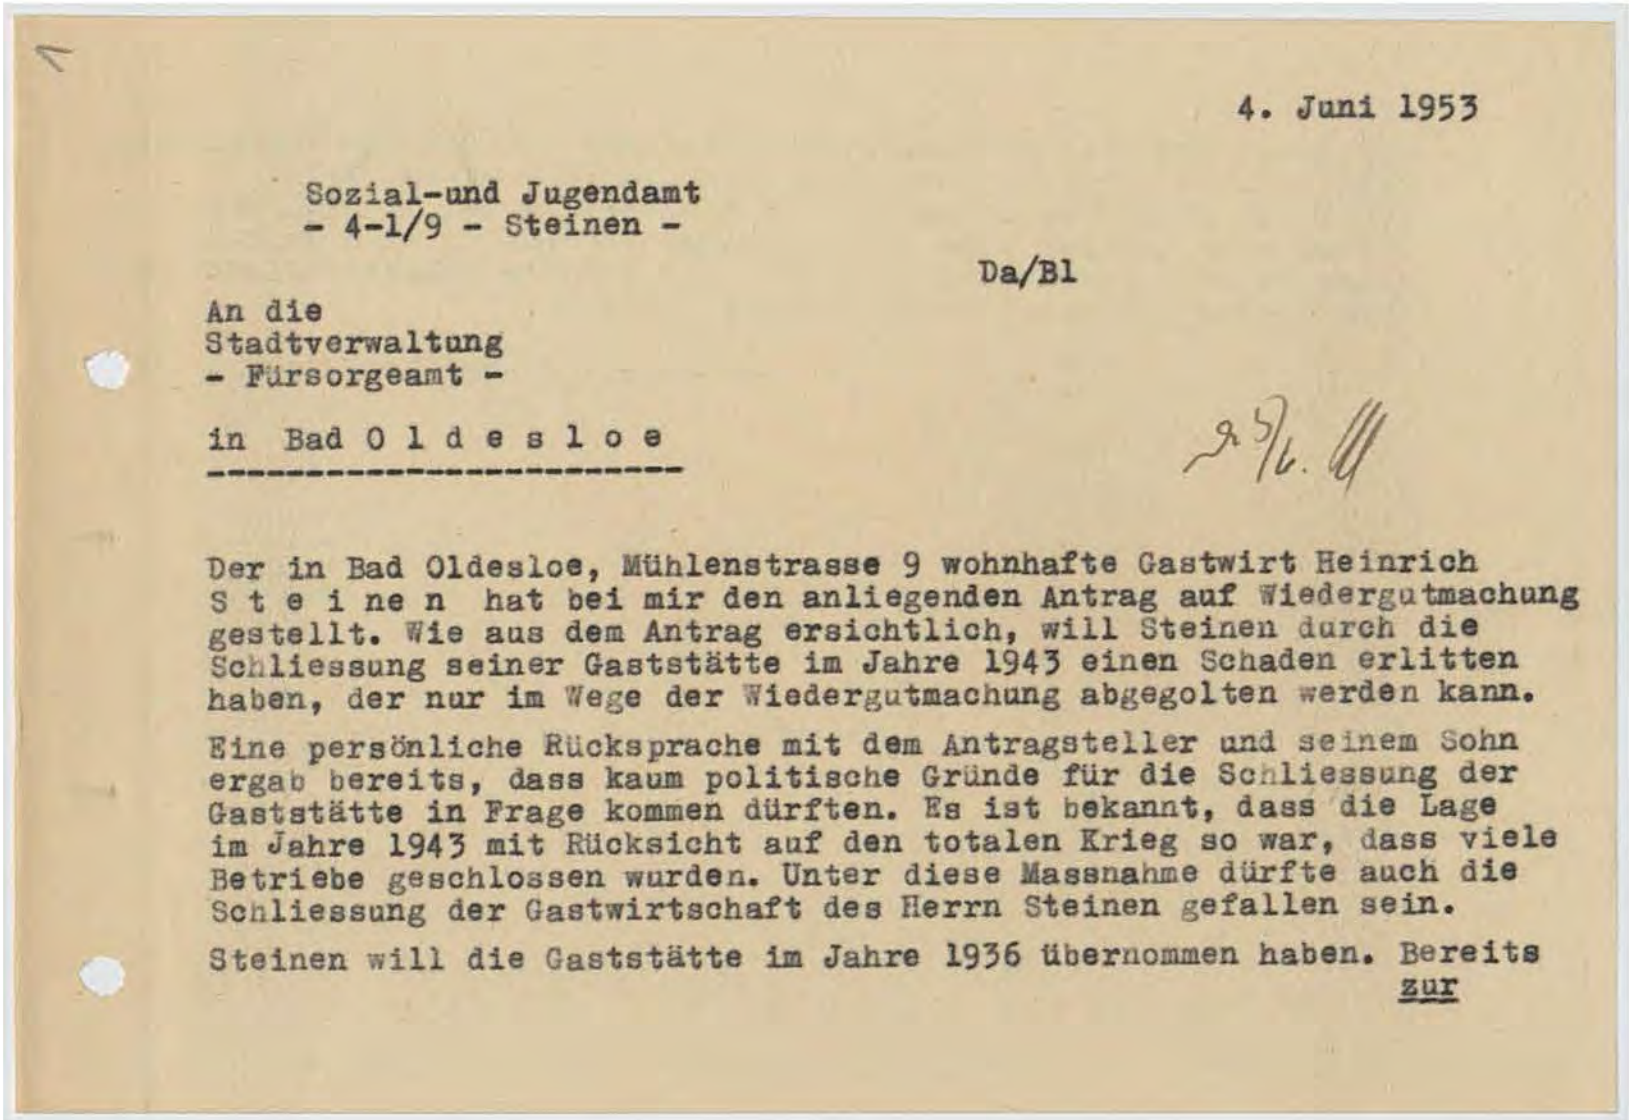 4. Juni 1953
Sozial-und Jugendamt
- 4-1/9 - Steinen -
Da/Bl
An die
Stadtverwaltung
- Fürsorgeamt -
in Bad O l d e s l o e
Der in Bad Oldesloe, Mühlenstrasse 9 wohnhafte Gastwirt Heinrich
S t e i ne n hat bei mir den anliegenden Antrag auf Wiedergutmachung
gestellt. Wie aus dem Antrag ersichtlich, will Steinen durch die
Schliessung seiner Gaststätte im Jahre 1943 einen Schaden erlitten
haben, der nur im Wege der Wiedergutmachung abgegolten werden kann.
Eine persönliche Rücksprache mit dem Antragsteller und seinem Sohn
ergab bereits, dass kaum politische Gründe für die Schliessung der
Gaststätte in Frage kommen dürften. Es ist bekannt, dass die Lage
im Jahre 1943 mit Rücksicht auf den totalen Krieg so war, dass viele
Betriebe geschlossen wurden. Unter diese Massnahme dürfte auch die
Schliessung der Gastwirtschaft des Herrn Steinen gefallen sein.
Steinen will die Gaststätte im Jahre 1936 übernommen haben. Bereits
zur